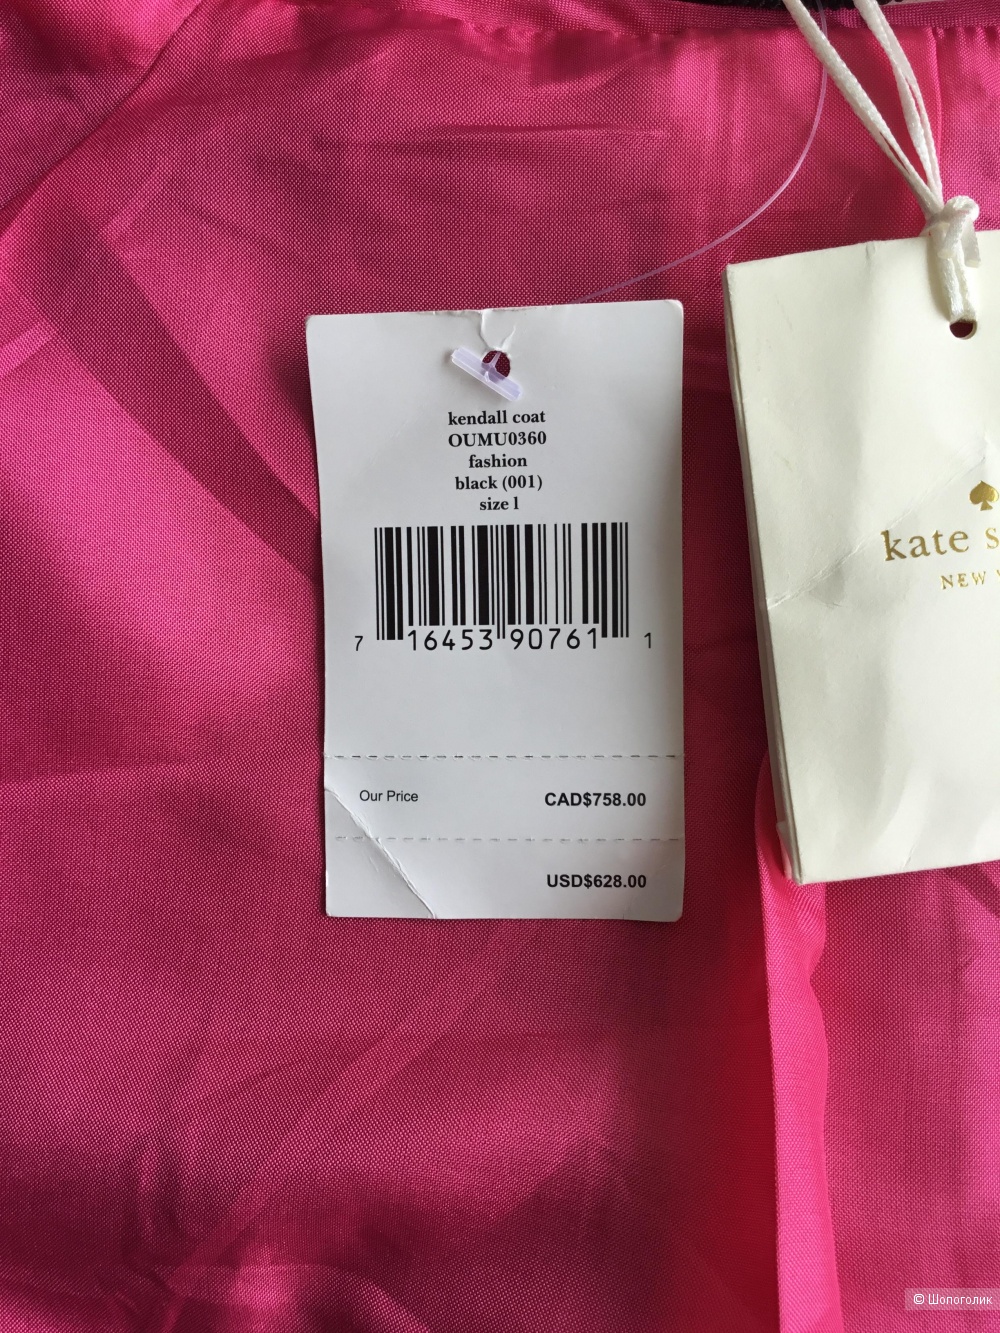 kendall coat
OUMU0360
fashion
black (001)
size l
7 16453 90761 1
Our Price CAD$758.00
USD$628.00
kate s
NEW
© Шопоголик